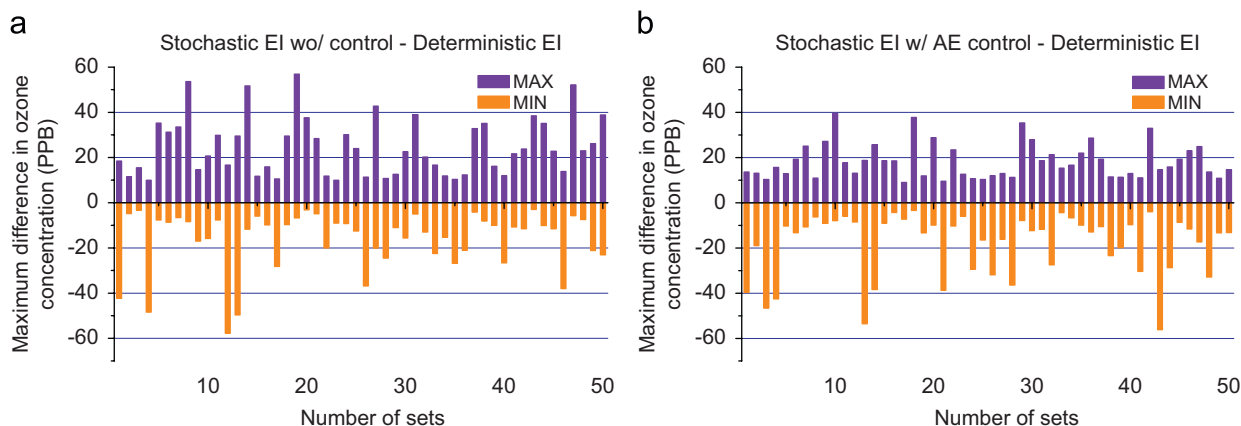 a
Stochastic EI wo/ control - Deterministic EI
MAX
MIN
Maximum difference in ozone
concentration (PPB)
60
40
20
0
-20
-40
-60
10 20 30 40 50
Number of sets
b
Stochastic EI w/ AE control - Deterministic EI
MAX
MIN
Maximum difference in ozone
concentration (PPB)
60
40
20
0
-20
-40
-60
10 20 30 40 50
Number of sets